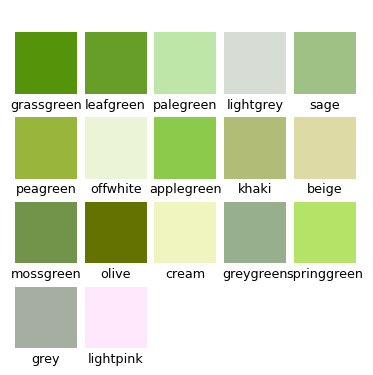 grassgreen leafgreen palegreen lightgrey sage
peagreen offwhite applegreen khaki beige
mossgreen olive cream greygreen springgreen
grey lightpink